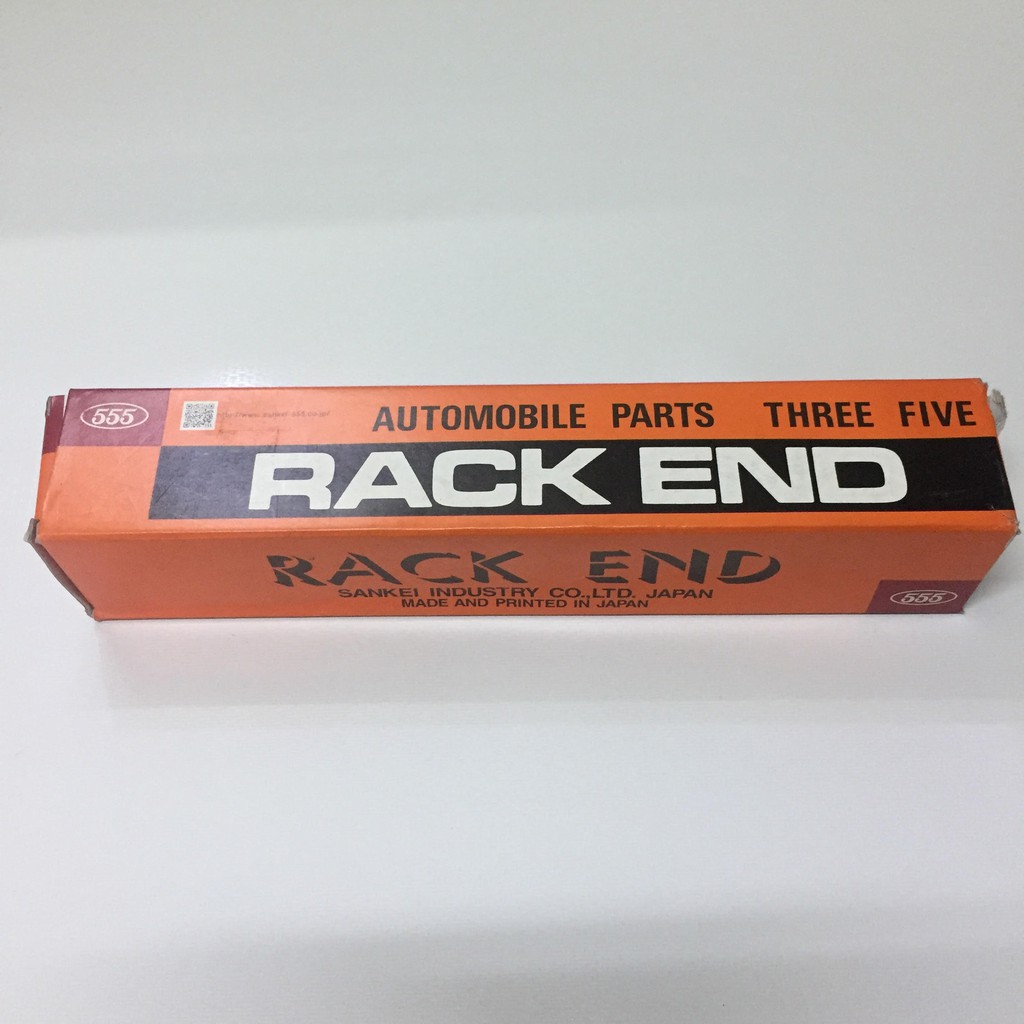 555
AUTOMOBILE PARTS THREE FIVE
RACK END
RACK END
SANKEI INDUSTRY CO.,LTD. JAPAN
MADE AND PRINTED IN JAPAN
555